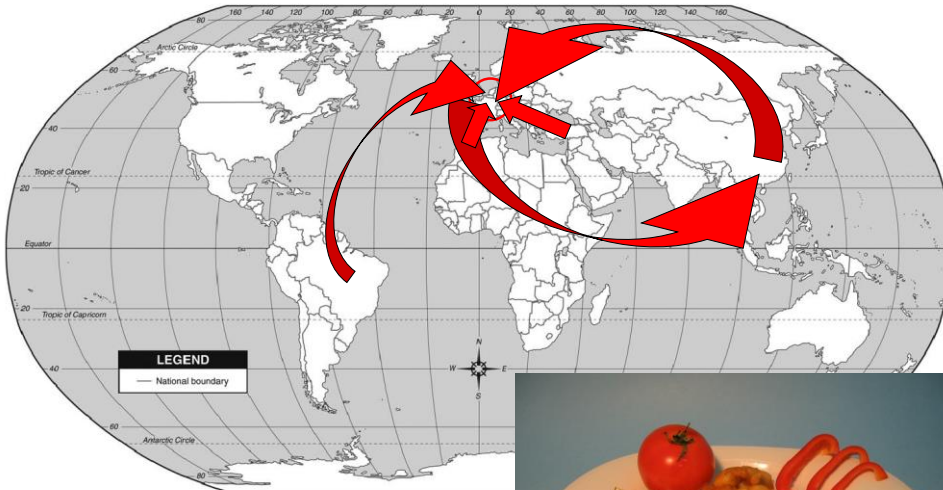 160 140 120 100 80 60 40 20 0 20 40 60 80 100 120 140 160
80
Arctic Circle
60
40
Tropic of Cancer
20
Equator
0
20
Tropic of Capricorn
LEGEND
National boundary
N
W E
S
40
60
Antarctic Circle